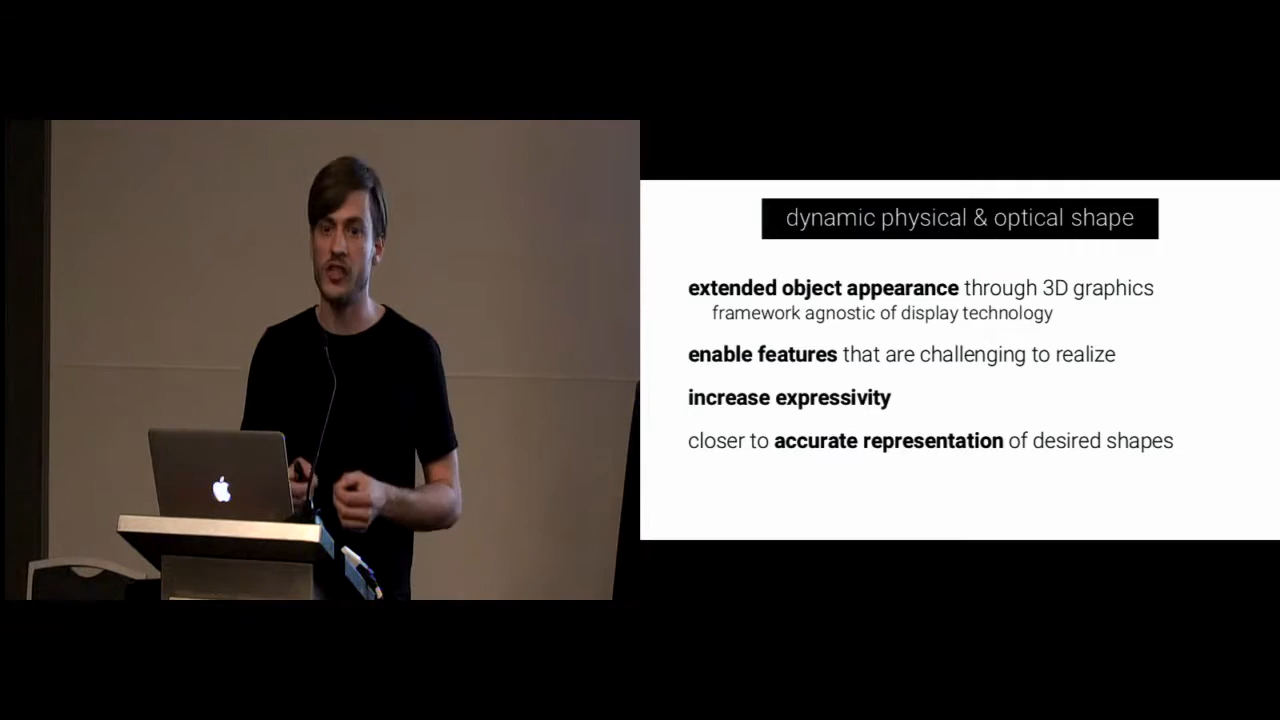 dynamic physical & optical shape
extended object appearance through 3D graphics
framework agnostic of display technology
enable features that are challenging to realize
increase expressivity
closer to accurate representation of desired shapes